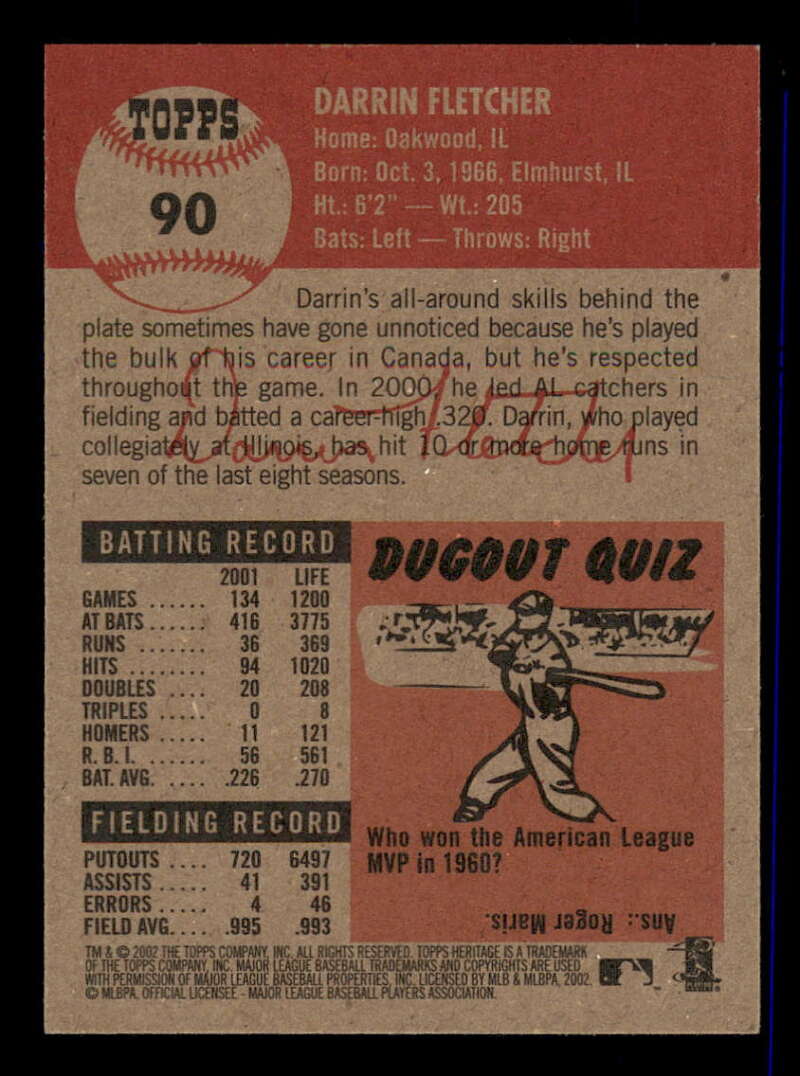 TOPPS
90
DARRIN FLETCHER
Home: Oakwood, IL
Born: Oct. 3, 1966, Elmhurst, IL
Ht.: 6'2" — Wt.: 205
Bats: Left — Throws: Right
Darrin's all-around skills behind the
plate sometimes have gone unnoticed because he's played
the bulk of his career in Canada, but he's respected
throughout the game. In 2000, he led AL catchers in
fielding and batted a career-high .320. Darrin, who played
collegiately at Illinois, has hit 10 or more home runs in
seven of the last eight seasons.
Darrin Fletcher
BATTING RECORD
2001 LIFE
GAMES ...... 134 1200
AT BATS ...... 416 3775
RUNS ....... 36 369
HITS ........ 94 1020
DOUBLES .... 20 208
TRIPLES ..... 0 8
HOMERS ..... 11 121
R.B.I. ....... 56 561
BAT. AVG. .... .226 .270
FIELDING RECORD
PUTOUTS .... 720 6497
ASSISTS ..... 41 391
ERRORS ..... 4 46
FIELD AVG. .... .995 .993
DUGOUT QUIZ
Who won the American League
MVP in 1960?
Ans.: Roger Maris.
TM & © 2002 THE TOPPS COMPANY, INC. ALL RIGHTS RESERVED. TOPPS HERITAGE IS A TRADEMARK
OF THE TOPPS COMPANY, INC. MAJOR LEAGUE BASEBALL TRADEMARKS AND COPYRIGHTS ARE USED
WITH PERMISSION OF MAJOR LEAGUE BASEBALL PROPERTIES, INC. LICENSED BY MLB & MLBPA, 2002.
© MLBPA. OFFICIAL LICENSEE - MAJOR LEAGUE BASEBALL PLAYERS ASSOCIATION.